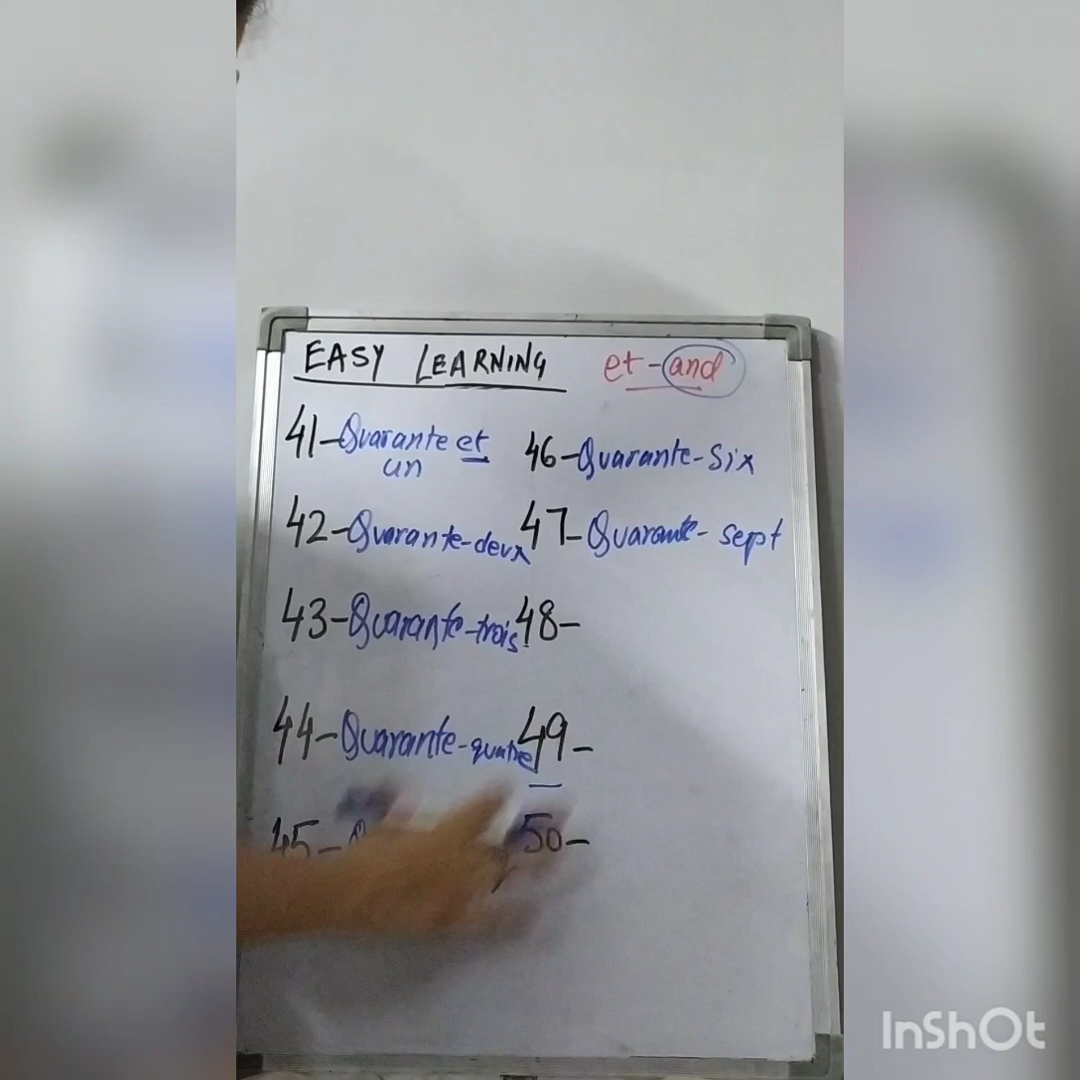 EASY LEARNING et-and
41-Quarante et
un
42-Quarante-deux
43-Quarante-trois
44-Quarante-quatre
45-Q
46-Quarante-Six
47-Quarante-sept
48-
49-
50-
InShOt